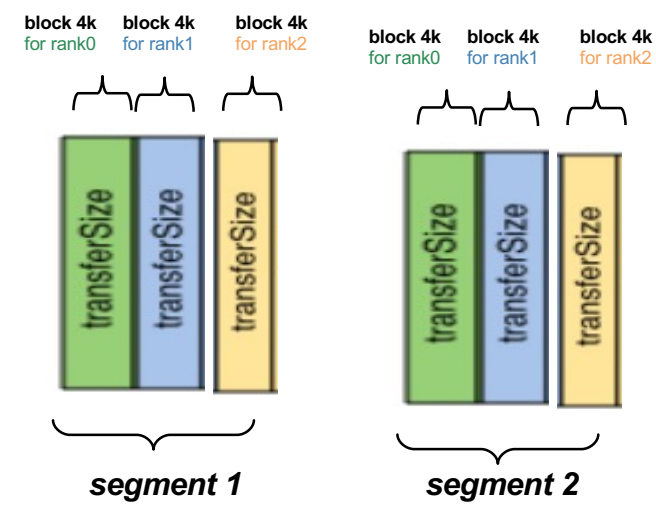 block 4k
for rank0
block 4k
for rank1
block 4k
for rank2
transferSize
transferSize
transferSize
segment 1
block 4k
for rank0
block 4k
for rank1
block 4k
for rank2
transferSize
transferSize
transferSize
segment 2